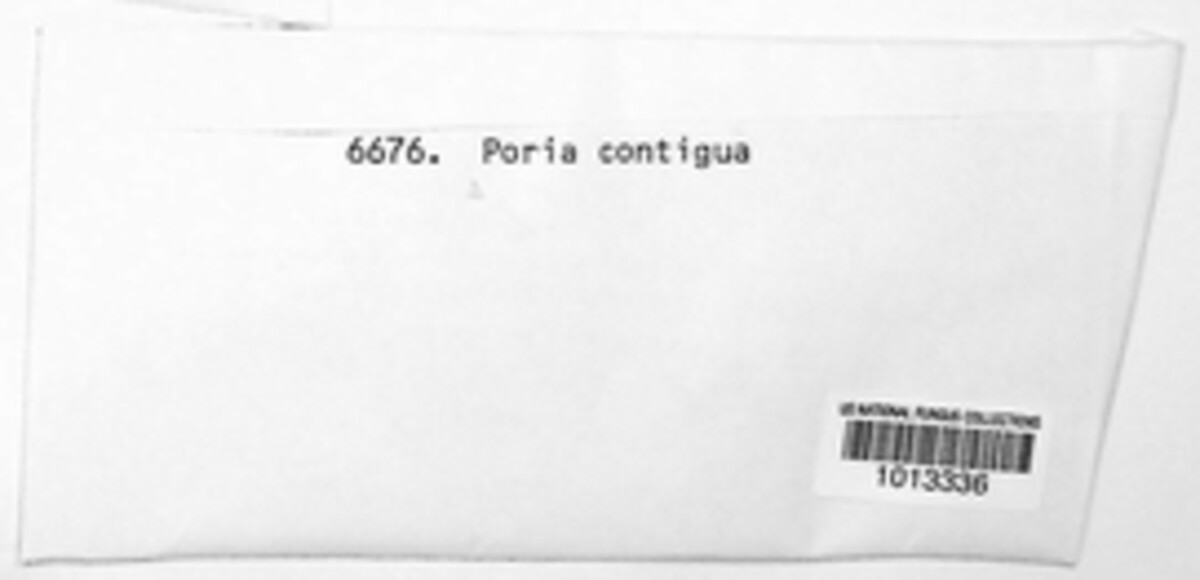 6676. Poria contigua
US NATIONAL FUNGUS COLLECTIONS
1013336